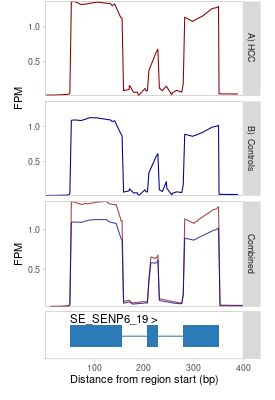 1.0
0.5
FPM
A) HCC
1.0
0.5
B) Controls
1.0
0.5
FPM
Combined
SE_SENP6_19 >
100 200 300 400
Distance from region start (bp)